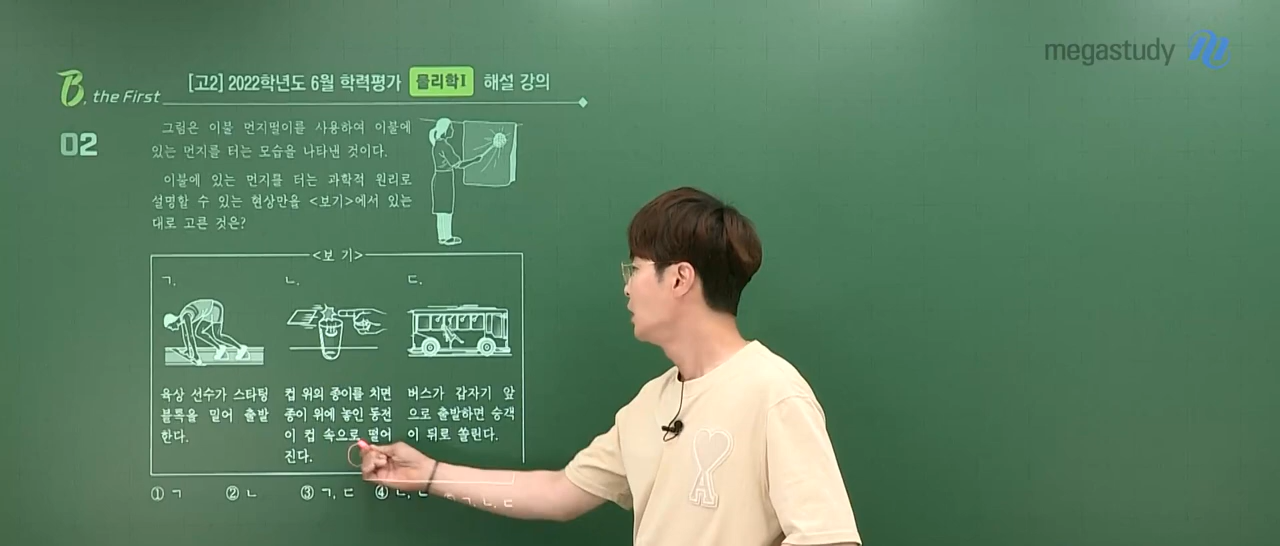 megastudy
B, the First
[고2] 2022학년도 6월 학력평가 물리학Ⅰ 해설 강의
02
그림은 이불 먼지떨이를 사용하여 이불에
있는 먼지를 터는 모습을 나타낸 것이다.
이불에 있는 먼지를 터는 과학적 원리로
설명할 수 있는 현상만을 <보기>에서 있는
대로 고른 것은?
<보 기>
ㄱ.
육상 선수가 스타팅
블록을 밀어 출발
한다.
ㄴ.
컵 위의 종이를 치면
종이 위에 놓인 동전
이 컵 속으로 떨어
진다.
ㄷ.
버스가 갑자기 앞
으로 출발하면 승객
이 뒤로 쏠린다.
① ㄱ ② ㄴ ③ ㄱ, ㄷ ④ ㄴ, ㄷ ⑤ ㄱ, ㄴ, ㄷ
A